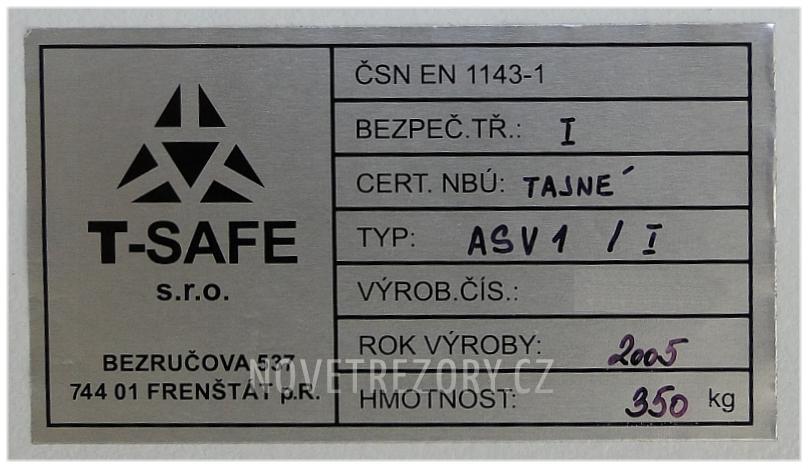 T-SAFE
s.r.o.
BEZRUČOVA 537
744 01 FRENŠTÁT p.R.
ČSN EN 1143-1
BEZPEČ.TŘ.: I
CERT. NBÚ: TAJNÉ
TYP: ASV1 / I
VÝROB.ČÍS.:
ROK VÝROBY: 2005
HMOTNOST: 350 kg
NOVETREZORY.CZ